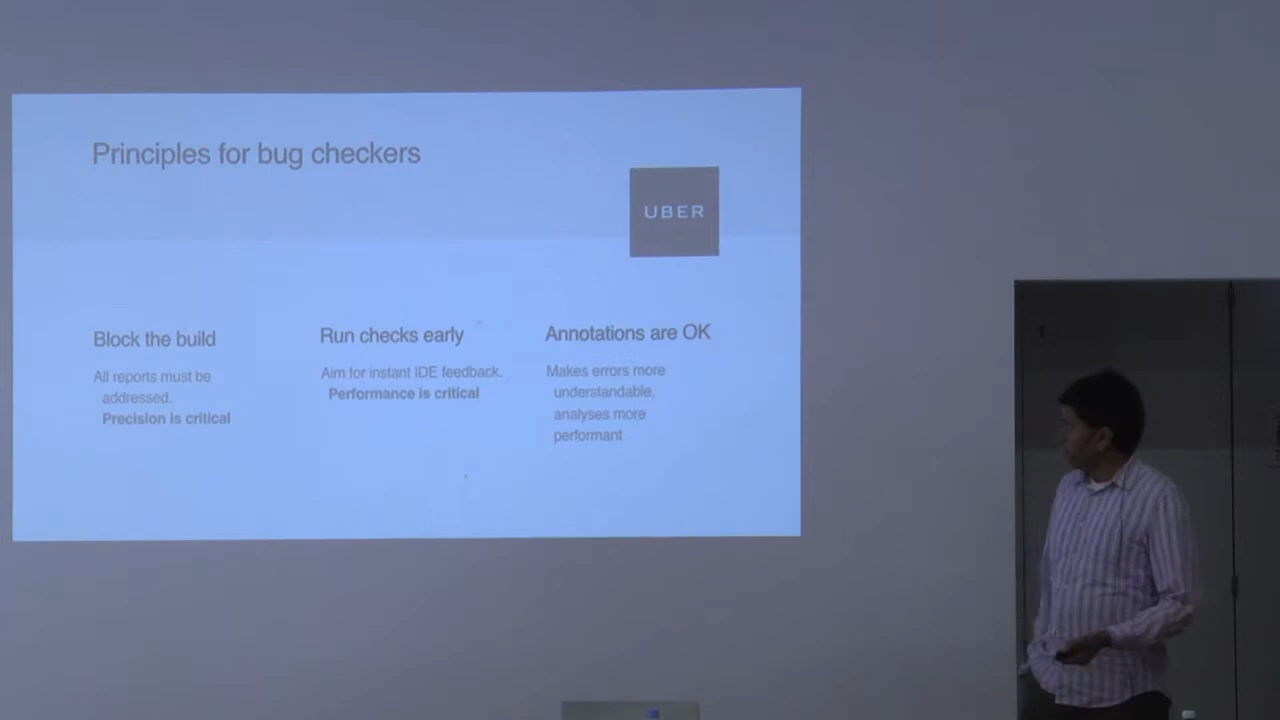 Principles for bug checkers
UBER
Block the build
All reports must be
addressed.
Precision is critical
Run checks early
Aim for instant IDE feedback.
Performance is critical
Annotations are OK
Makes errors more
understandable,
analyses more
performant